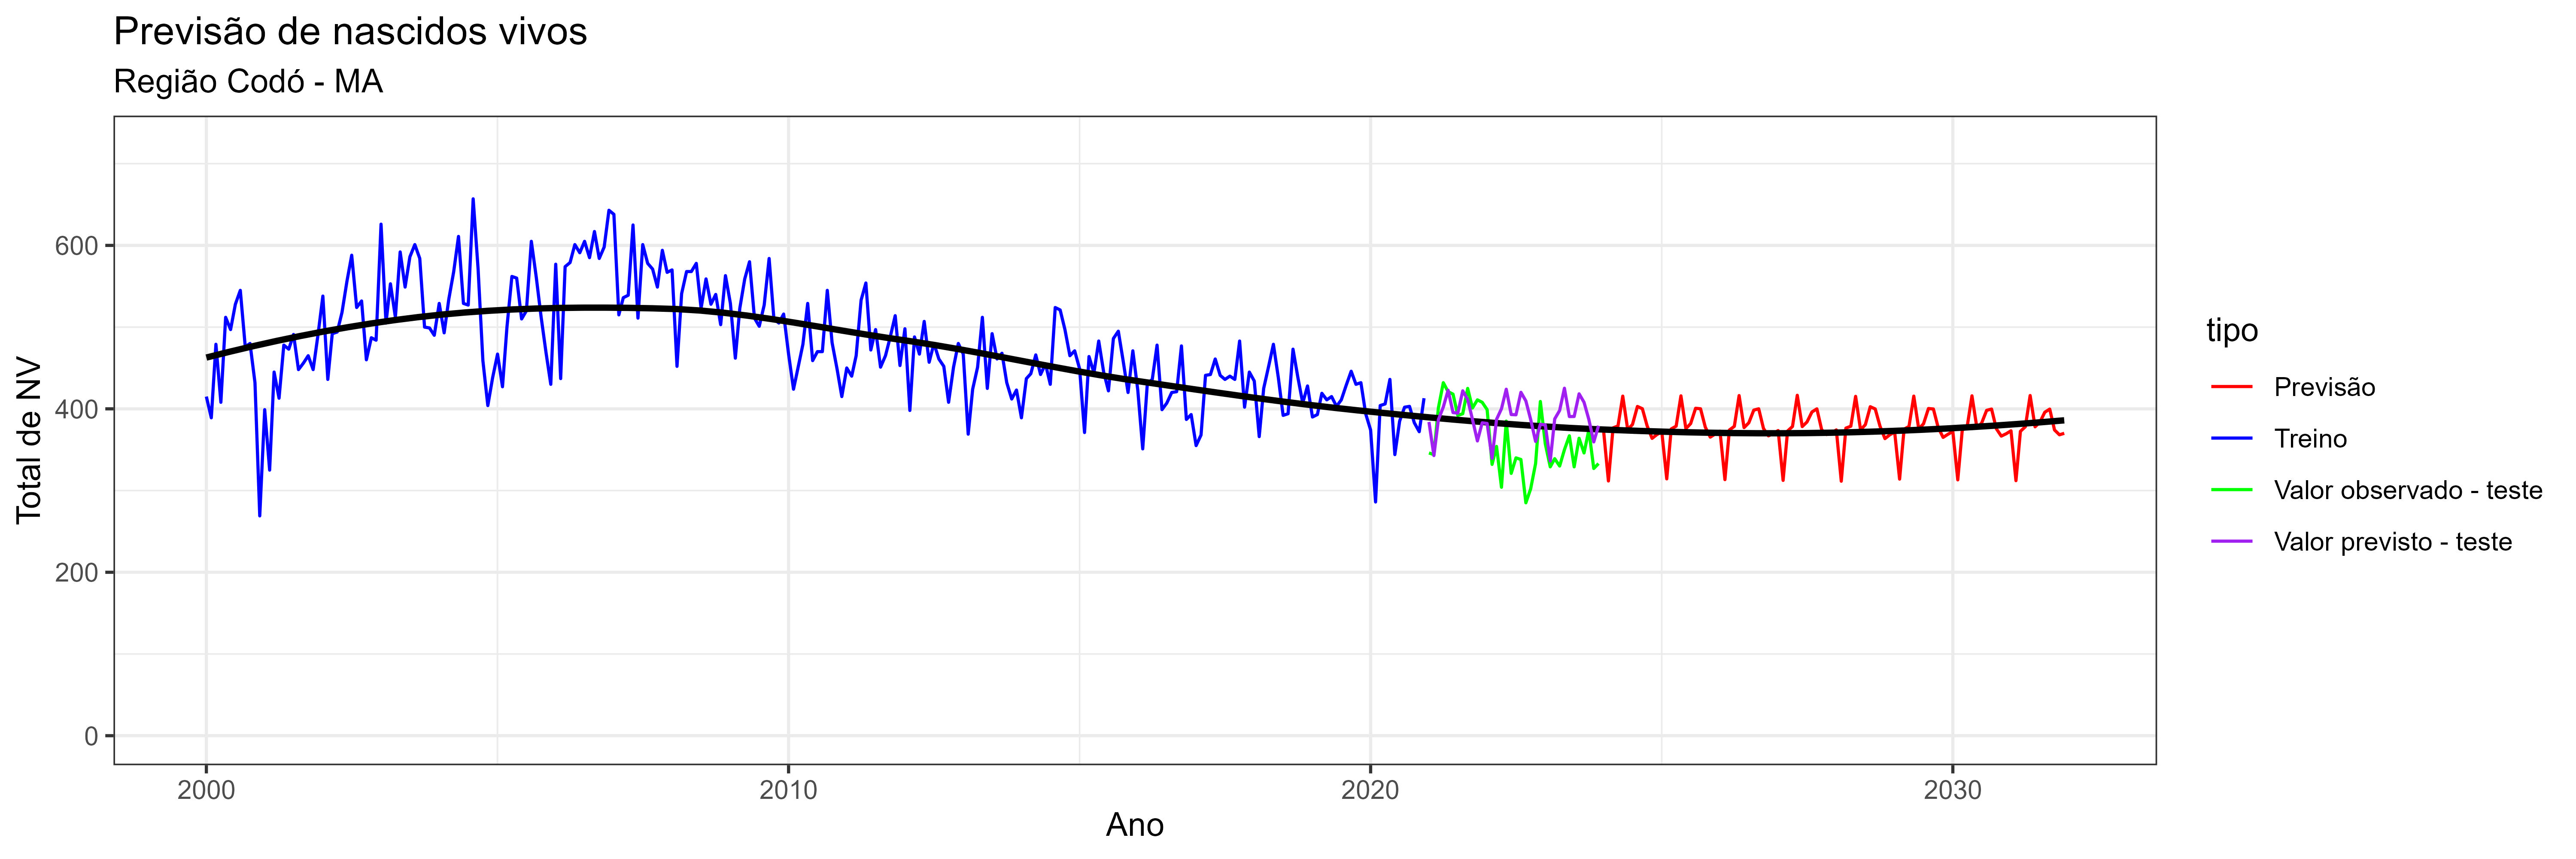 Previsão de nascidos vivos
Região Codó - MA
Total de NV
600
400
200
0
2000
2010
2020
2030
Ano
tipo
Previsão
Treino
Valor observado - teste
Valor previsto - teste